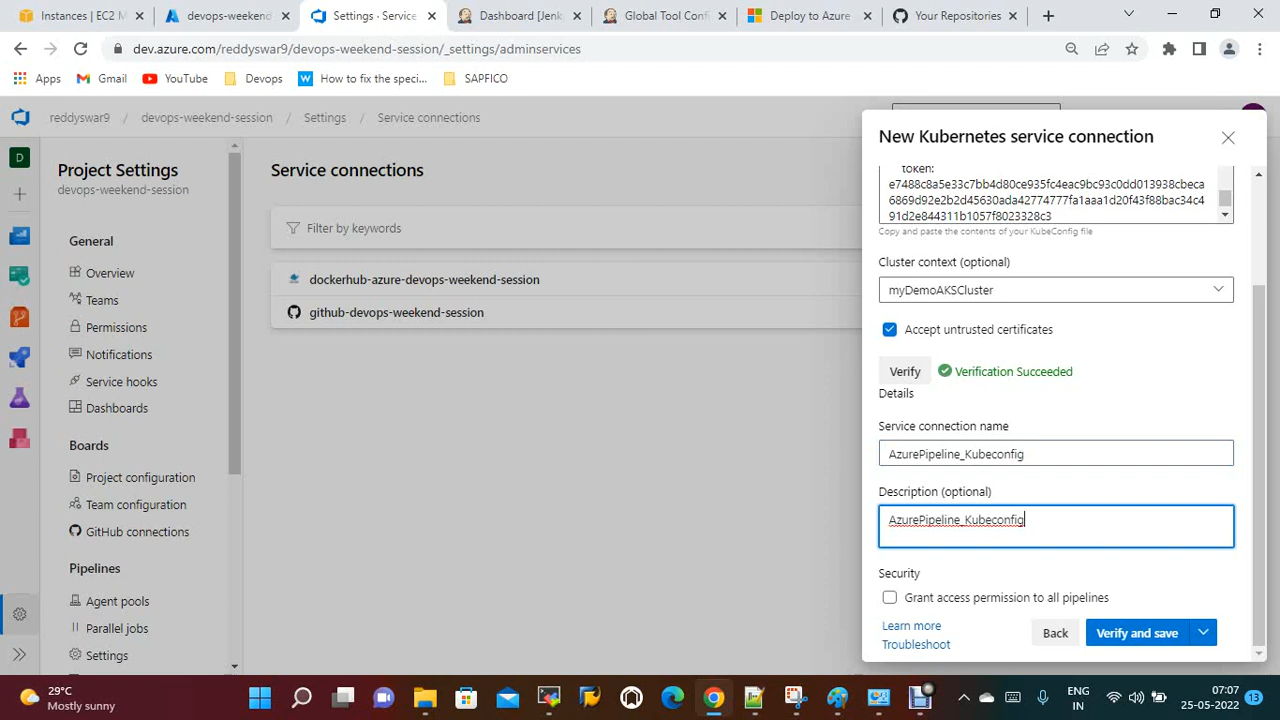 Instances | EC2 M
devops-weekend
Settings · Service
Dashboard [Jenk
Global Tool Conf
Deploy to Azure
Your Repositories
dev.azure.com/reddyswar9/devops-weekend-session/_settings/adminservices
Apps
Gmail
YouTube
Devops
How to fix the speci...
SAPFICO
reddyswar9 / devops-weekend-session / Settings / Service connections
D
Project Settings
devops-weekend-session
General
Overview
Teams
Permissions
Notifications
Service hooks
Dashboards
Boards
Project configuration
Team configuration
GitHub connections
Pipelines
Agent pools
Parallel jobs
Settings
Service connections
Filter by keywords
dockerhub-azure-devops-weekend-session
github-devops-weekend-session
New Kubernetes service connection
token:
e7488c8a5e33c7bb4d80ce935fc4eac9bc93c0dd013938cbeca
6869d92e2b2d45630ada42774777fa1aaa1d20f43f88bac34c4
91d2e844311b1057f8023328c3
Copy and paste the contents of your KubeConfig file
Cluster context (optional)
myDemoAKSCluster
Accept untrusted certificates
Verify
Verification Succeeded
Details
Service connection name
AzurePipeline_Kubeconfig
Description (optional)
AzurePipeline_Kubeconfig
Security
Grant access permission to all pipelines
Learn more
Troubleshoot
Back
Verify and save
29°C
Mostly sunny
ENG
IN
07:07
25-05-2022
13